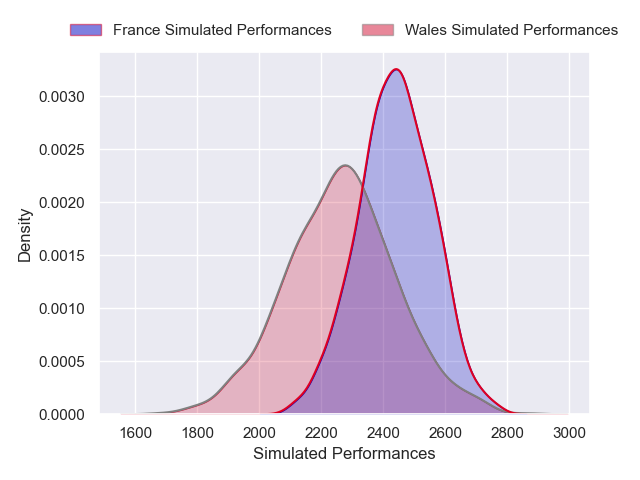 France Simulated Performances Wales Simulated Performances
0.0030
0.0025
0.0020
0.0015
0.0010
0.0005
0.0000
Density
1600 1800 2000 2200 2400 2600 2800 3000
Simulated Performances